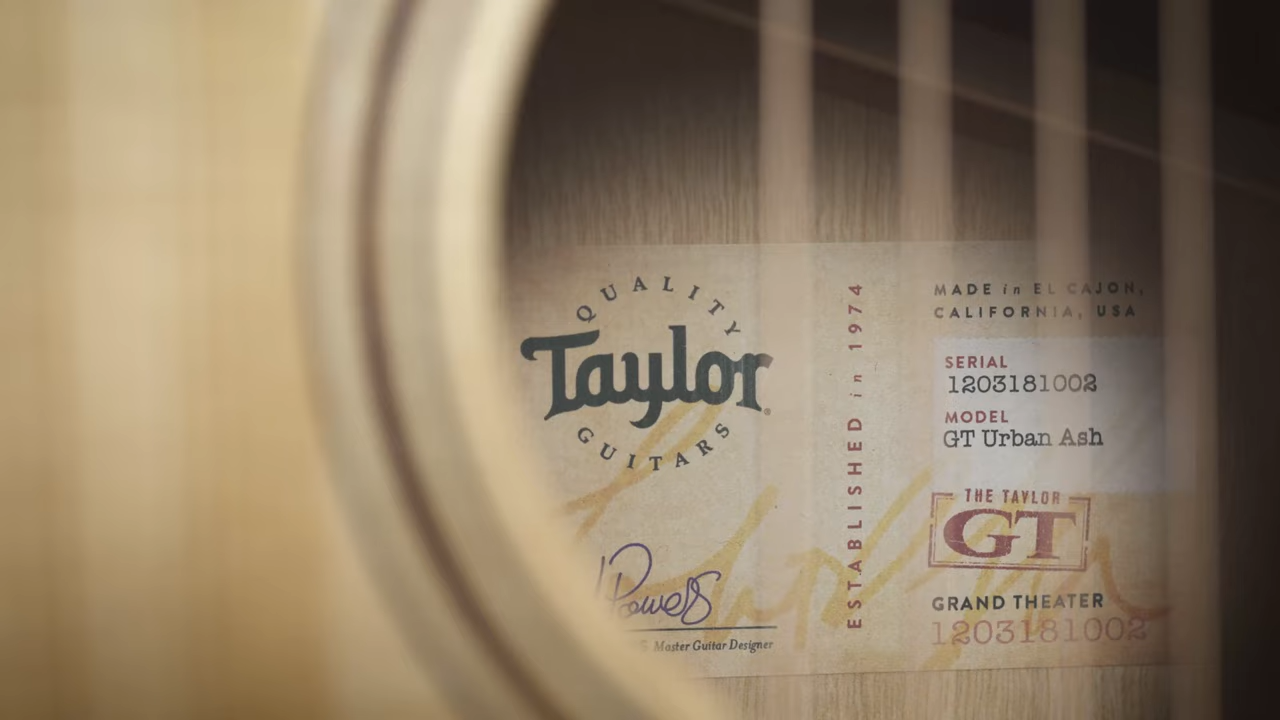 QUALITY
Taylor
GUITARS
Powers
Master Guitar Designer
ESTABLISHED in 1974
MADE in EL CAJON,
CALIFORNIA, USA
SERIAL
1203181002
MODEL
GT Urban Ash
THE TAYLOR
GT
GRAND THEATER
1203181002